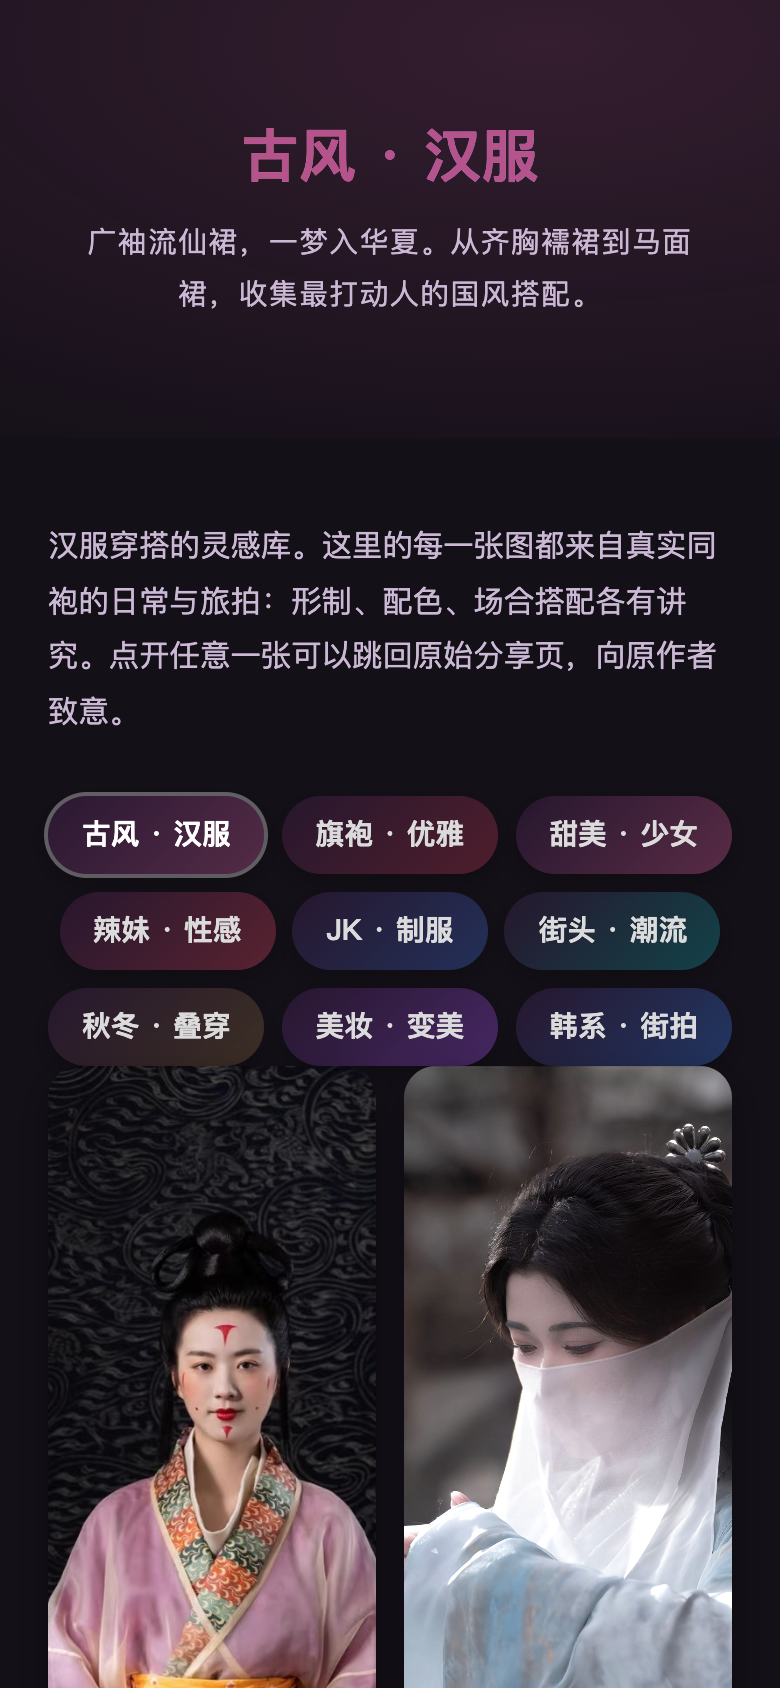 古风 · 汉服
广袖流仙裙，一梦入华夏。从齐胸襦裙到马面
裙，收集最打动人的国风搭配。
汉服穿搭的灵感库。这里的每一张图都来自真实同
袍的日常与旅拍：形制、配色、场合搭配各有讲
究。点开任意一张可以跳回原始分享页，向原作者
致意。
古风 · 汉服
旗袍 · 优雅
甜美 · 少女
辣妹 · 性感
JK · 制服
街头 · 潮流
秋冬 · 叠穿
美妆 · 变美
韩系 · 街拍